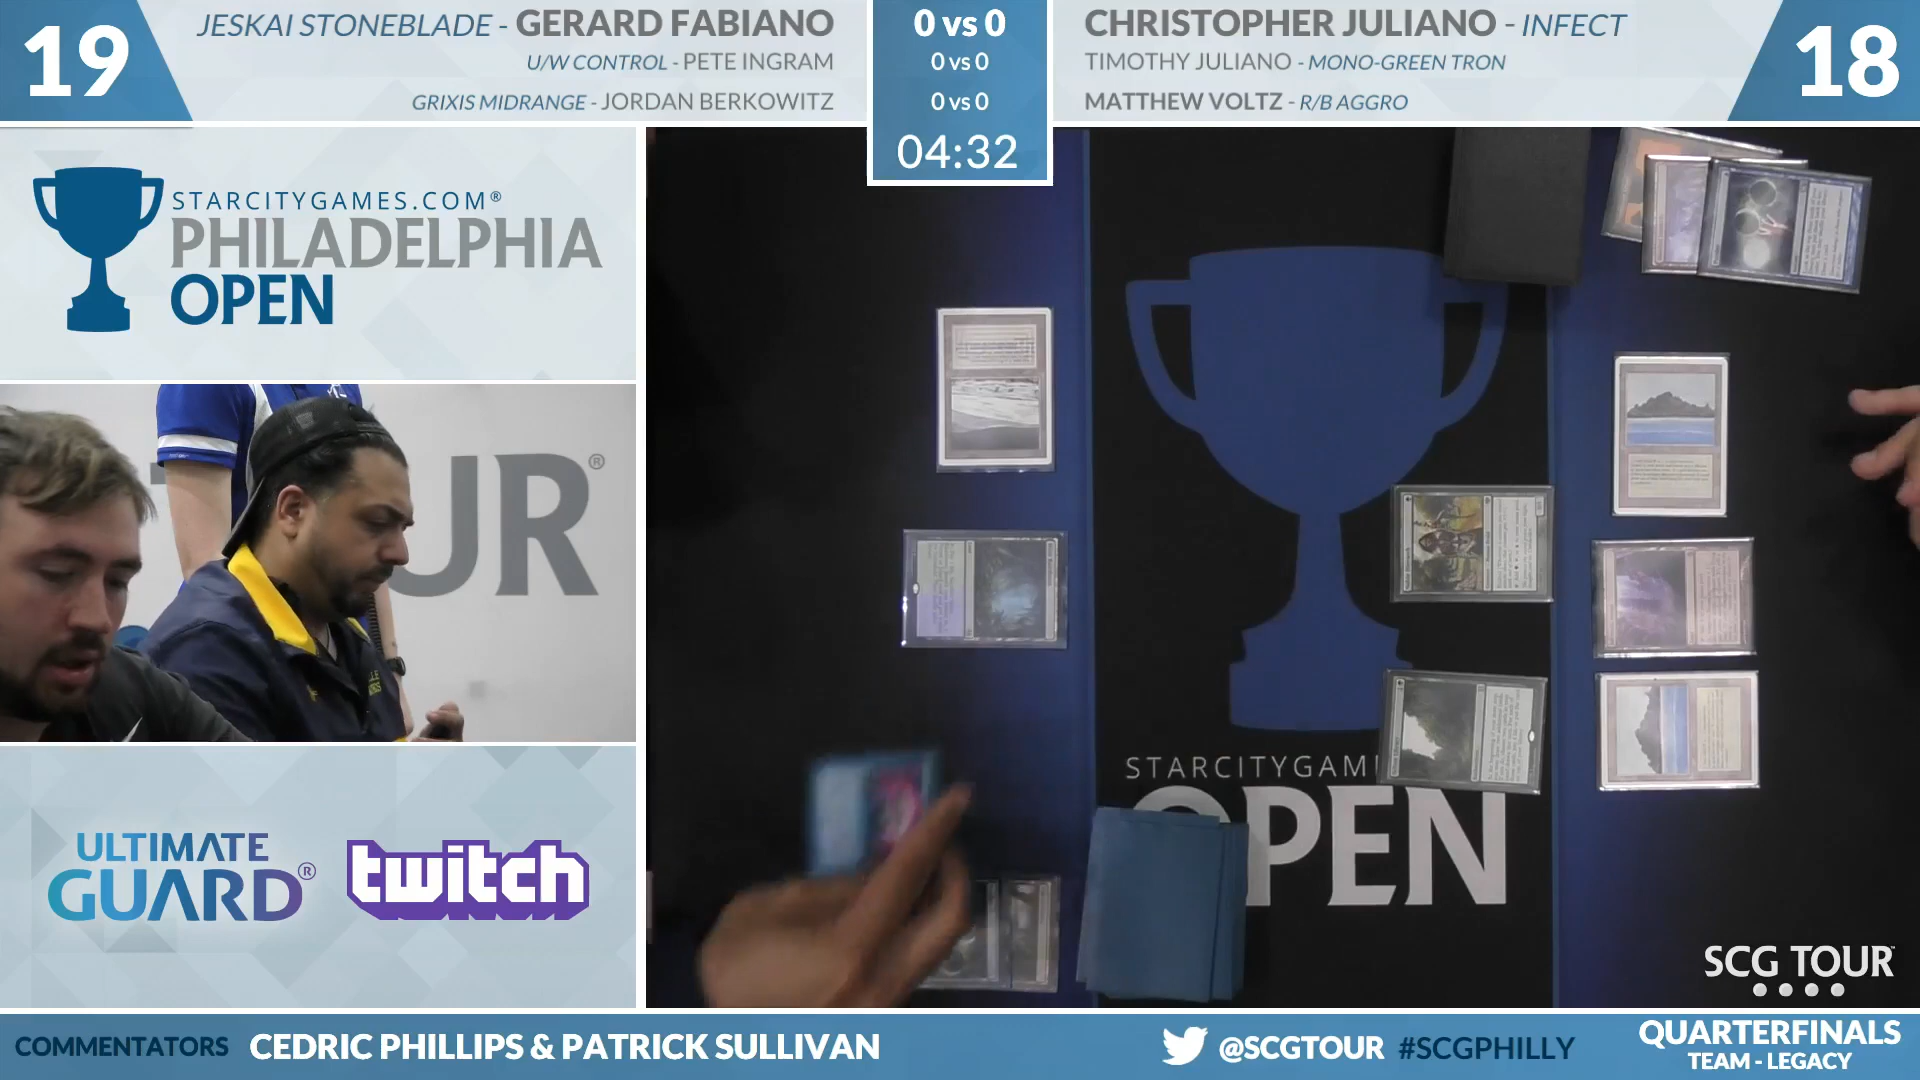 19
JESKAI STONEBLADE - GERARD FABIANO
U/W CONTROL - PETE INGRAM
GRIXIS MIDRANGE - JORDAN BERKOWITZ
0 vs 0
0 vs 0
0 vs 0
04:32
CHRISTOPHER JULIANO - INFECT
TIMOTHY JULIANO - MONO-GREEN TRON
MATTHEW VOLTZ - R/B AGGRO
18
STARCITYGAMES.COM®
PHILADELPHIA
OPEN
UR®
ULTIMATE
GUARD®
twitch
STARCITYGAM
OPEN
SCG TOUR
COMMENTATORS CEDRIC PHILLIPS & PATRICK SULLIVAN
@SCGTOUR #SCGPHILLY
QUARTERFINALS
TEAM - LEGACY